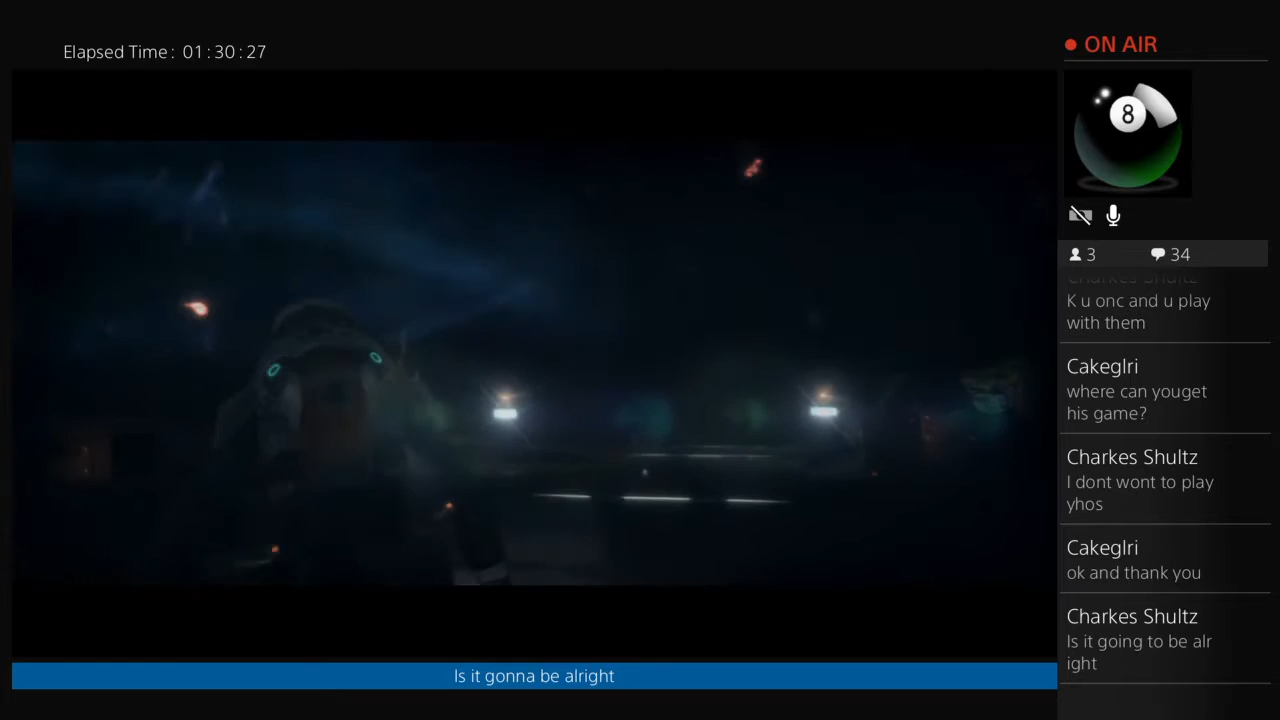 Elapsed Time: 01:30:27
ON AIR
8
3
34
Charkes Shultz
K u onc and u play
with them
Cakeglri
where can youget
his game?
Charkes Shultz
I dont wont to play
yhos
Cakeglri
ok and thank you
Charkes Shultz
Is it going to be alr
ight
Is it gonna be alright